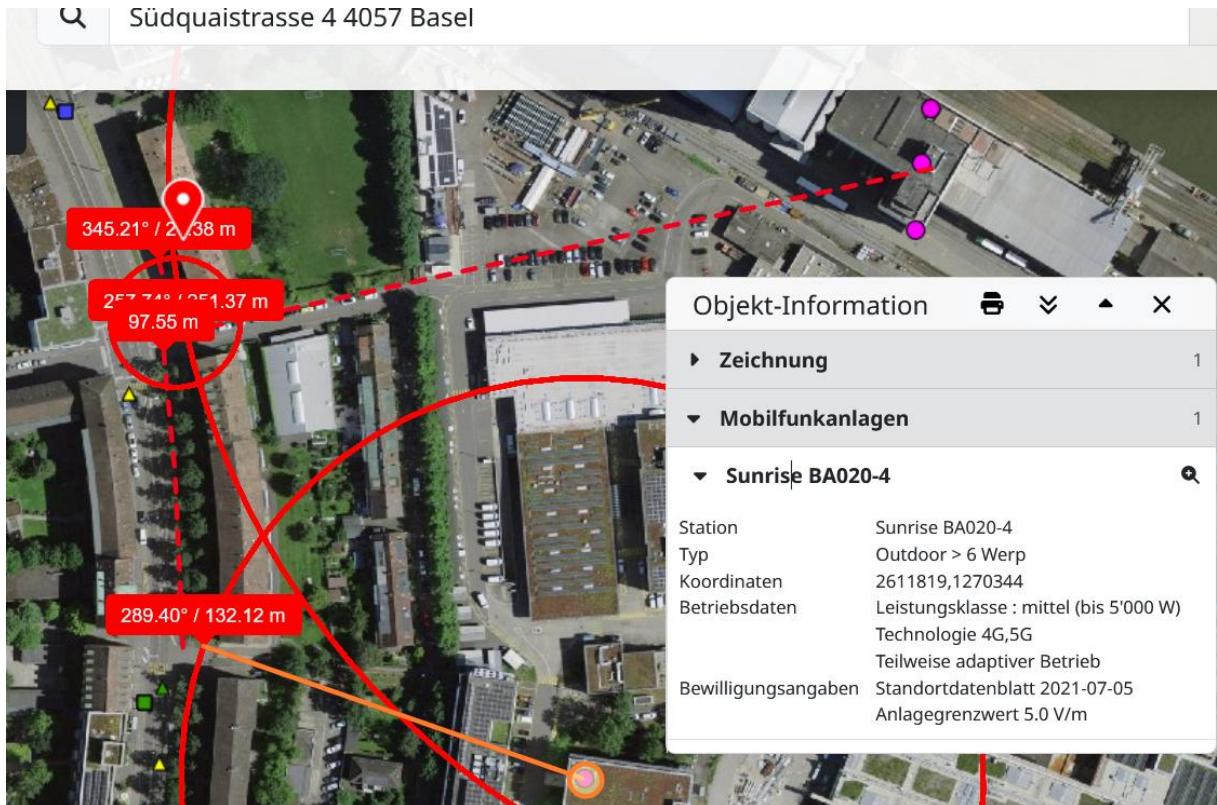 Südquaistrasse 4 4057 Basel
345.21° / 2 .38 m
251.37 m
97.55 m
289.40° / 132.12 m
Objekt-Information
Zeichnung 1
Mobilfunkanlagen 1
Sunrise BA020-4
Station Sunrise BA020-4
Typ Outdoor > 6 Werp
Koordinaten 2611819,1270344
Betriebsdaten Leistungsklasse : mittel (bis 5'000 W)
Technologie 4G,5G
Teilweise adaptiver Betrieb
Bewilligungsangaben Standortdatenblatt 2021-07-05
Anlagegrenzwert 5.0 V/m